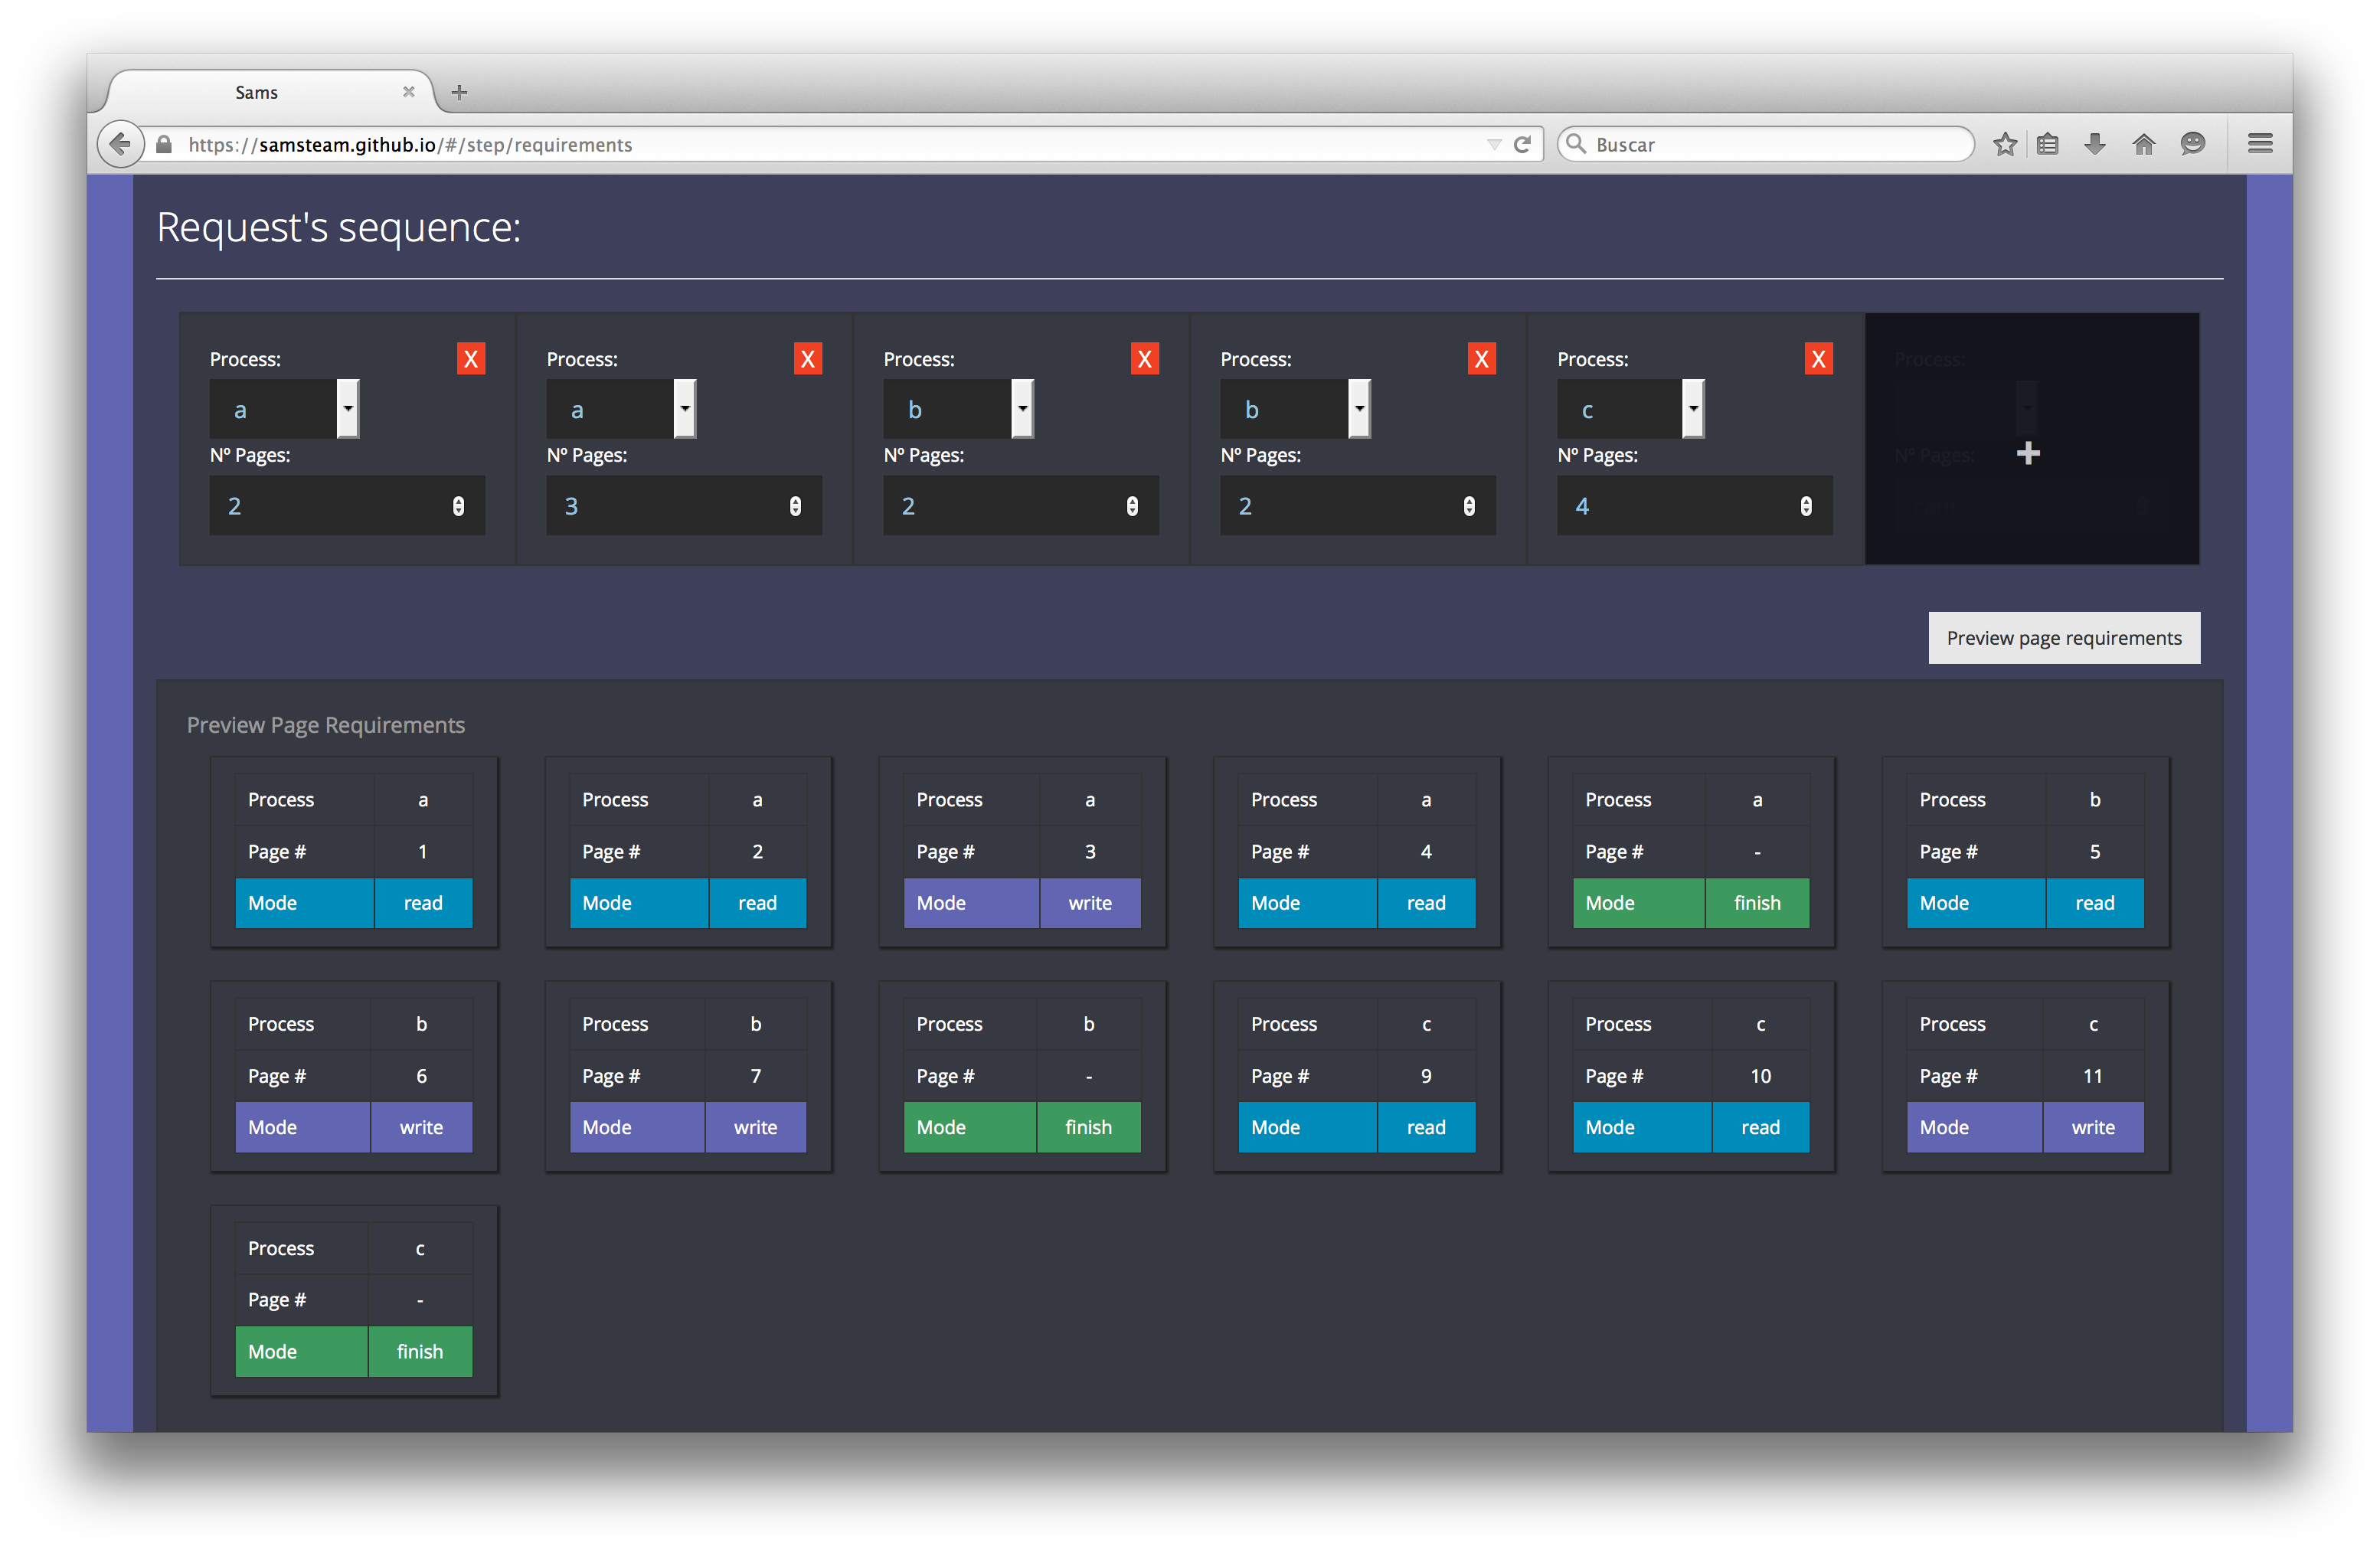 Sams
https://samsteam.github.io/#/step/requirements
Buscar
Request's sequence:
Process: X Process: X Process: X Process: X Process: X Process:
a a b b c
Nº Pages: Nº Pages: Nº Pages: Nº Pages: Nº Pages: Nº Pages:
2 3 2 2 4
Preview page requirements
Preview Page Requirements
Process a Process a Process a Process a Process a Process b
Page # 1 Page # 2 Page # 3 Page # 4 Page # - Page # 5
Mode read Mode read Mode write Mode read Mode finish Mode read
Process b Process b Process b Process c Process c Process c
Page # 6 Page # 7 Page # - Page # 9 Page # 10 Page # 11
Mode write Mode write Mode finish Mode read Mode read Mode write
Process c
Page # -
Mode finish